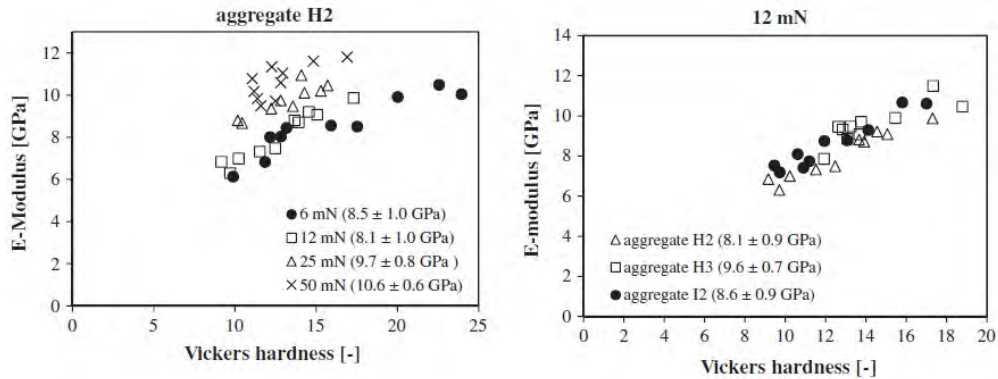 aggregate H2
E-Modulus [GPa]
12
10
8
6
4
2
0
6 mN (8.5 ± 1.0 GPa)
12 mN (8.1 ± 1.0 GPa)
25 mN (9.7 ± 0.8 GPa )
50 mN (10.6 ± 0.6 GPa)
0 5 10 15 20 25
Vickers hardness [-]
12 mN
E-modulus [GPa]
14
12
10
8
6
4
2
0
aggregate H2 (8.1 ± 0.9 GPa)
aggregate H3 (9.6 ± 0.7 GPa)
aggregate I2 (8.6 ± 0.9 GPa)
0 2 4 6 8 10 12 14 16 18 20
Vickers hardness [-]